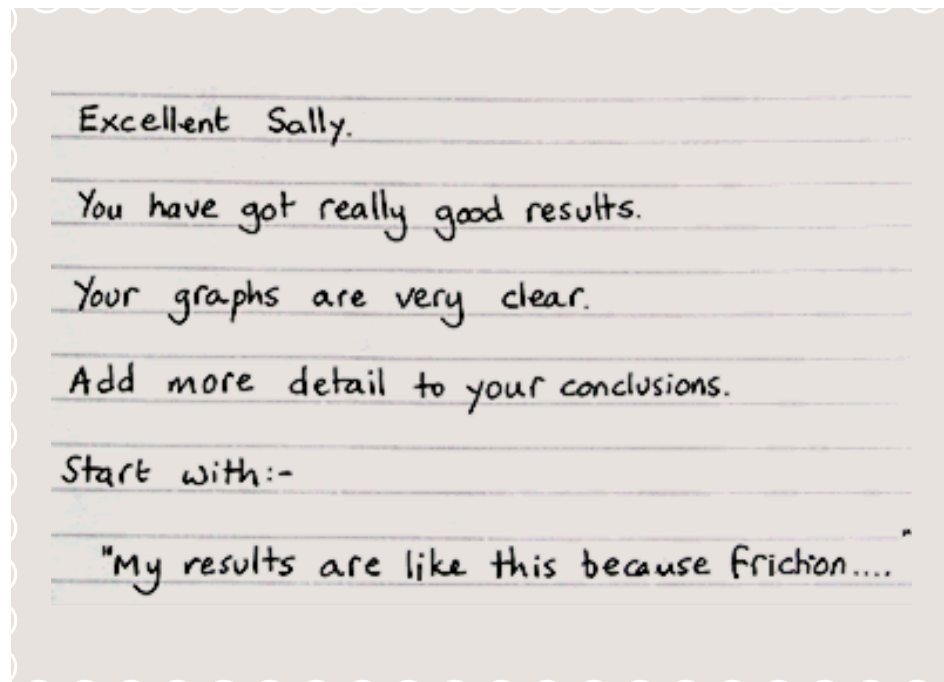 Excellent Sally.
You have got really good results.
Your graphs are very clear.
Add more detail to your conclusions.
Start with:-
"My results are like this because friction...."